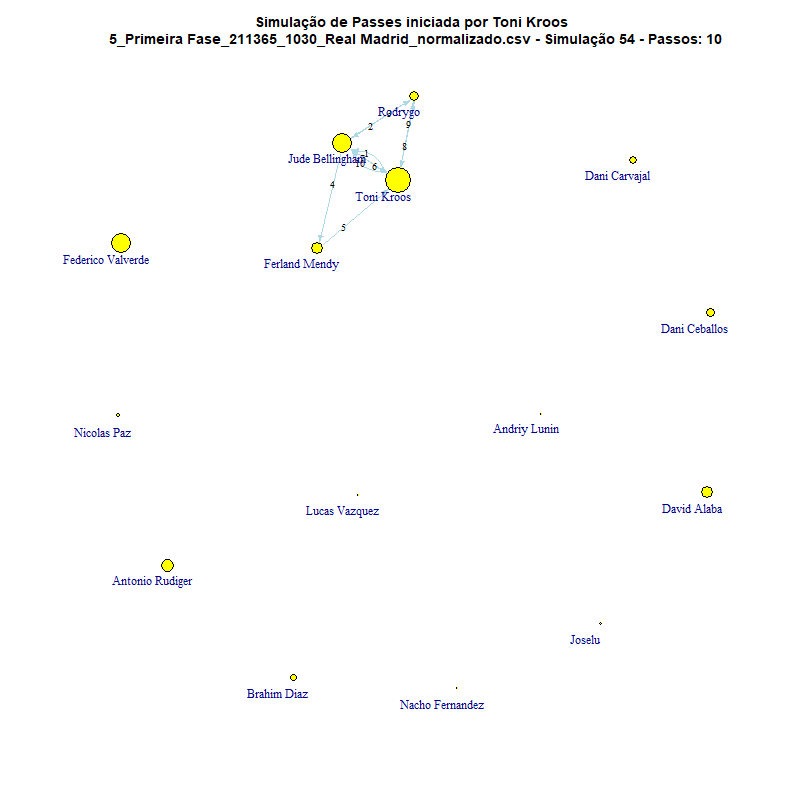 Simulação de Passes iniciada por Toni Kroos
5_Primeira Fase_211365_1030_Real Madrid_normalizado.csv - Simulação 54 - Passos: 10
Rodrygo
9
2
8
Jude Bellingham
1
10
6
Dani Carvajal
4
Toni Kroos
5
Federico Valverde
Ferland Mendy
Dani Ceballos
Nicolas Paz
Andriy Lunin
Lucas Vazquez
David Alaba
Antonio Rudiger
Joselu
Brahim Diaz
Nacho Fernandez